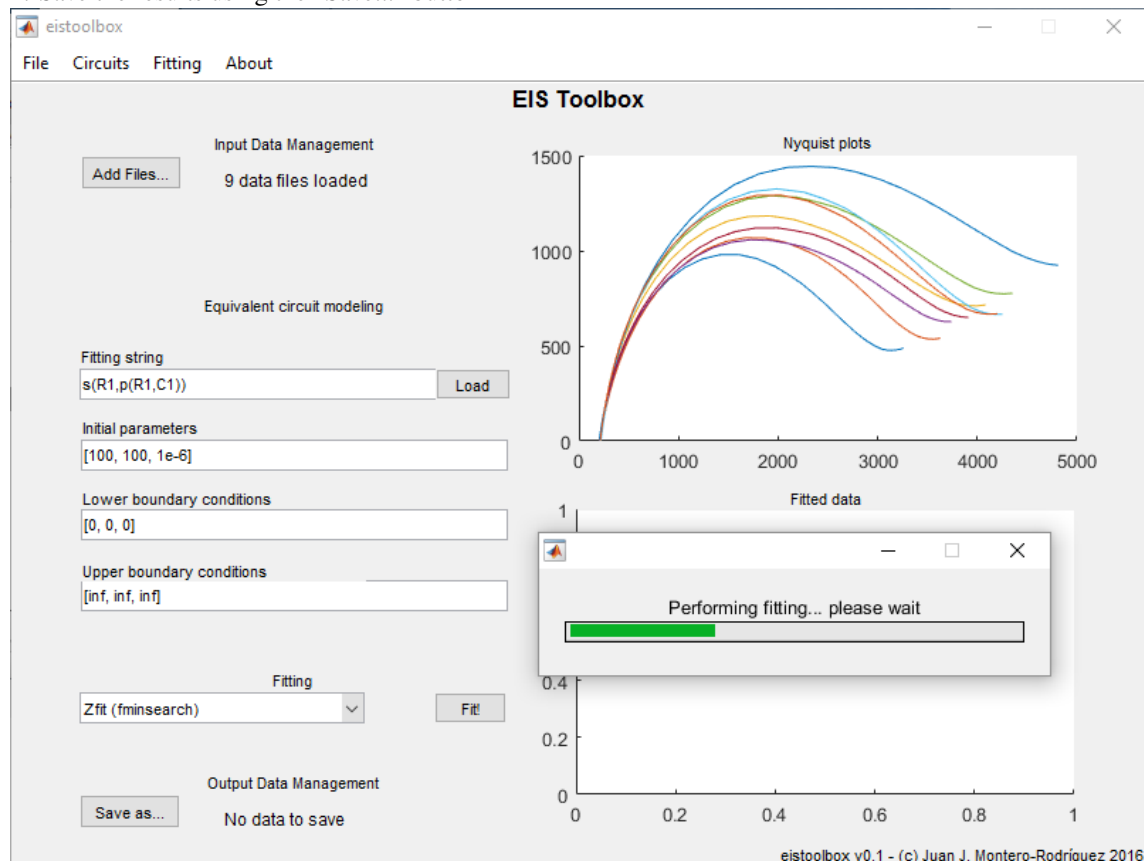 eistoolbox
File Circuits Fitting About
EIS Toolbox
Input Data Management
Add Files...
9 data files loaded
Equivalent circuit modeling
Fitting string
s(R1,p(R1,C1))
Load
Initial parameters
[100, 100, 1e-6]
Lower boundary conditions
[0, 0, 0]
Upper boundary conditions
[inf, inf, inf]
Fitting
Zfit (fminsearch)
Fit!
Output Data Management
Save as...
No data to save
Nyquist plots
1500
1000
500
0
0 1000 2000 3000 4000 5000
Fitted data
1
Performing fitting... please wait
0.4
0.2
0
0 0.2 0.4 0.6 0.8 1
eistoolbox v0.1 - (c) Juan J. Montero-Rodríguez 2016